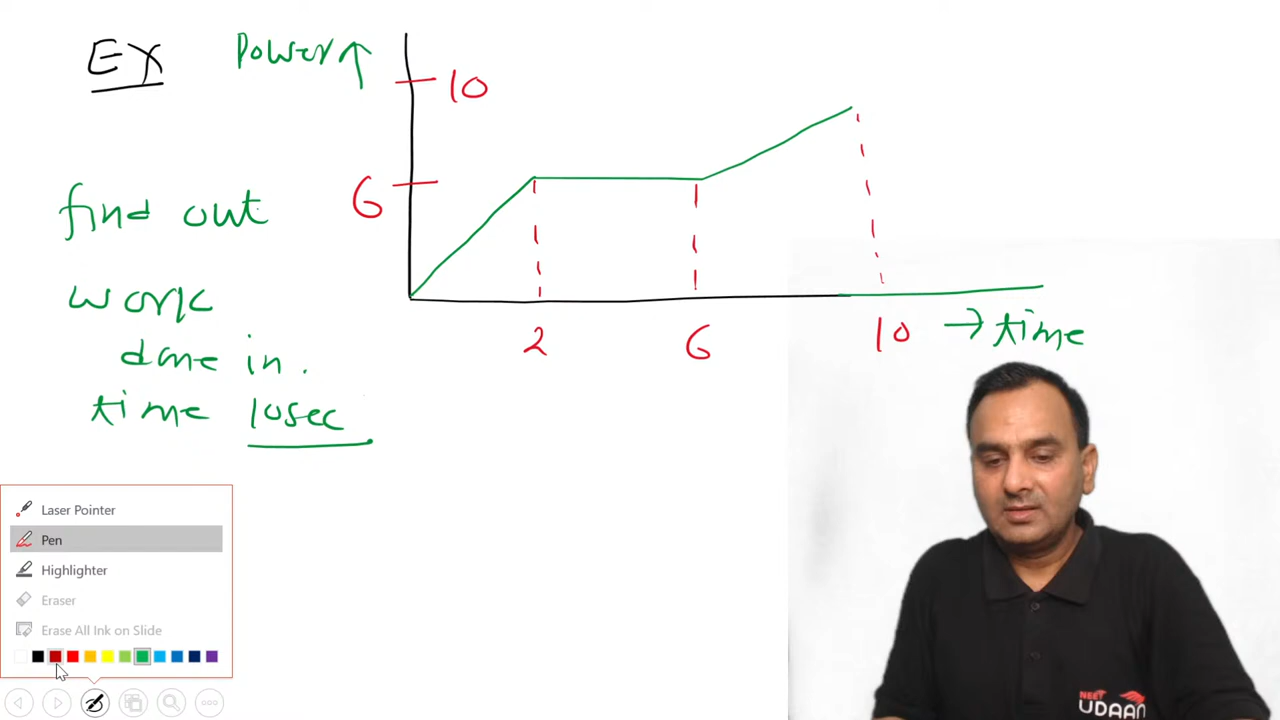 EX
Power ↑
10
6
find out
work
done in.
time 10sec
2
6
10
→ time
Laser Pointer
Pen
Highlighter
Eraser
Erase All Ink on Slide
NEET
UDAAN